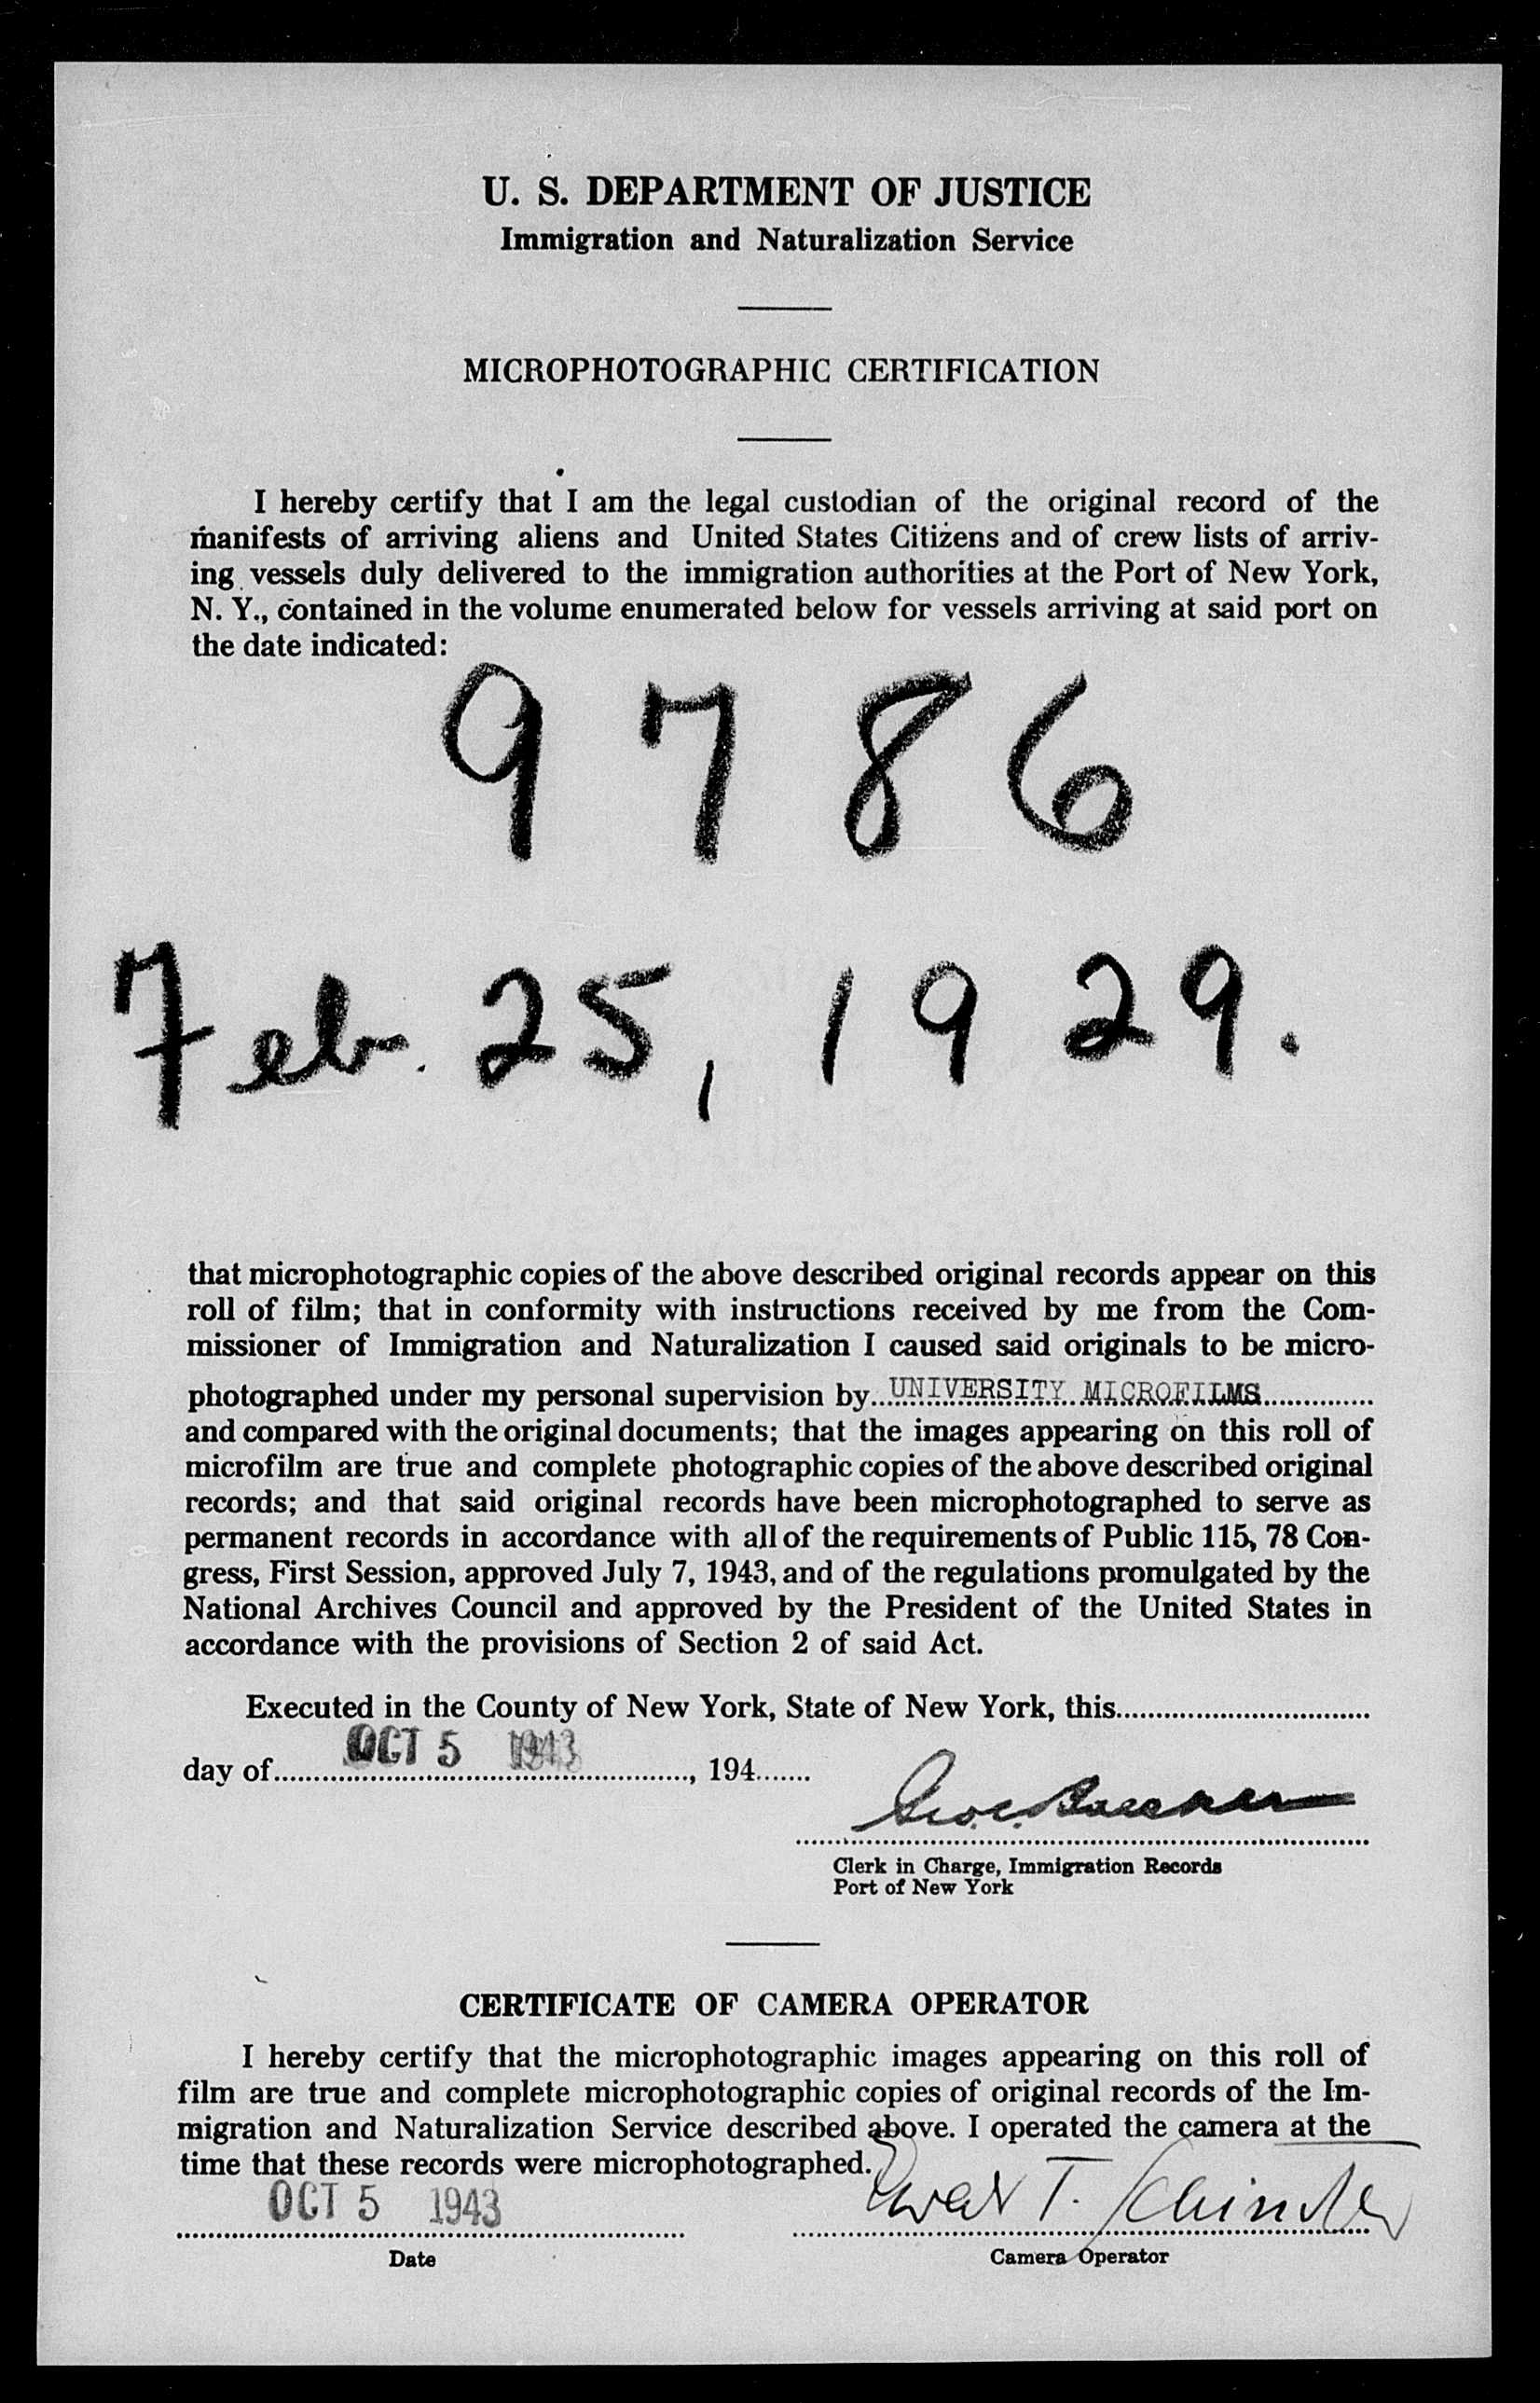 U. S. DEPARTMENT OF JUSTICE
Immigration and Naturalization Service
MICROPHOTOGRAPHIC CERTIFICATION
I hereby certify that I am the legal custodian of the original record of the
manifests of arriving aliens and United States Citizens and of crew lists of arriv-
ing vessels duly delivered to the immigration authorities at the Port of New York,
N. Y., contained in the volume enumerated below for vessels arriving at said port on
the date indicated:
9786
Feb. 25, 1929.
that microphotographic copies of the above described original records appear on this
roll of film; that in conformity with instructions received by me from the Com-
missioner of Immigration and Naturalization I caused said originals to be micro-
photographed under my personal supervision by UNIVERSITY MICROFILMS
and compared with the original documents; that the images appearing on this roll of
microfilm are true and complete photographic copies of the above described original
records; and that said original records have been microphotographed to serve as
permanent records in accordance with all of the requirements of Public 115, 78 Con-
gress, First Session, approved July 7, 1943, and of the regulations promulgated by the
National Archives Council and approved by the President of the United States in
accordance with the provisions of Section 2 of said Act.
Executed in the County of New York, State of New York, this
day of OCT 5 1943, 194
Clerk in Charge, Immigration Records
Port of New York
CERTIFICATE OF CAMERA OPERATOR
I hereby certify that the microphotographic images appearing on this roll of
film are true and complete microphotographic copies of original records of the Im-
migration and Naturalization Service described above. I operated the camera at the
time that these records were microphotographed.
OCT 5 1943 T.
Date Camera Operator